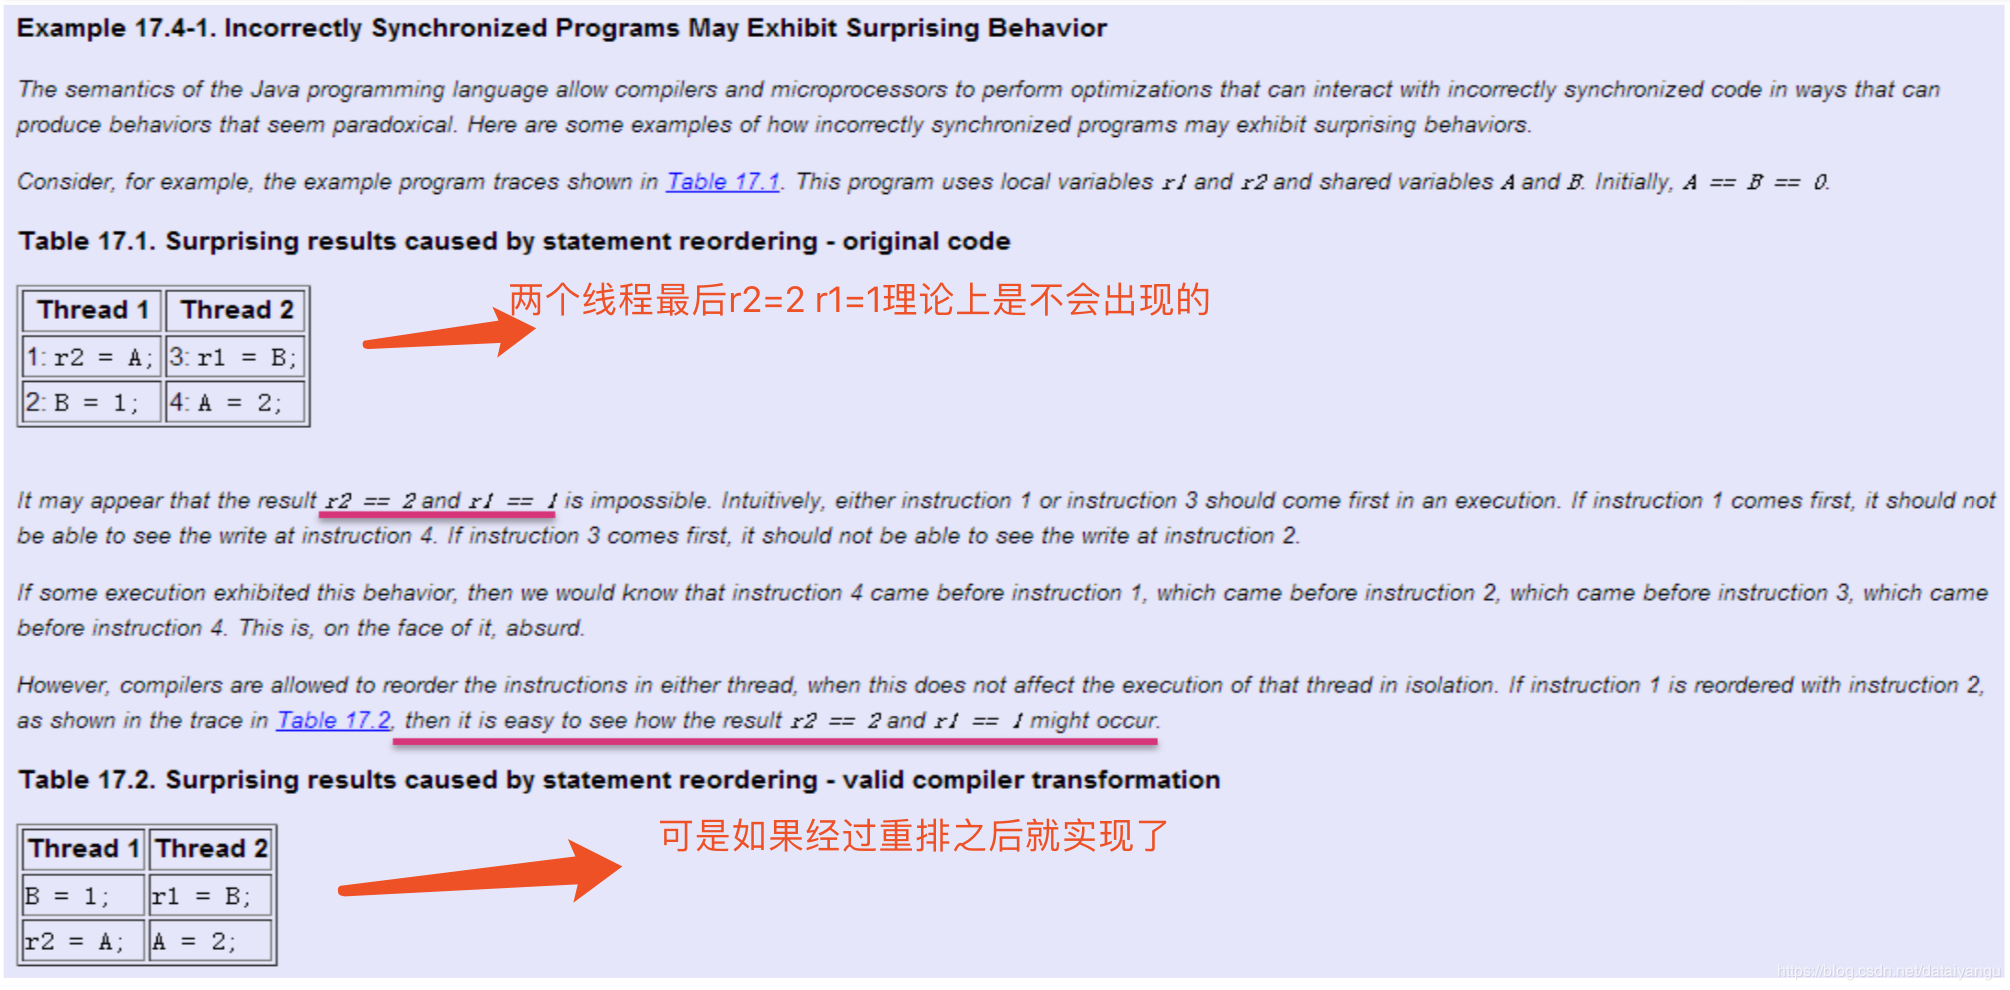 Example 17.4-1. Incorrectly Synchronized Programs May Exhibit Surprising Behavior
The semantics of the Java programming language allow compilers and microprocessors to perform optimizations that can interact with incorrectly synchronized code in ways that can
produce behaviors that seem paradoxical. Here are some examples of how incorrectly synchronized programs may exhibit surprising behaviors.
Consider, for example, the example program traces shown in Table 17.1. This program uses local variables r1 and r2 and shared variables A and B. Initially, A == B == 0.
Table 17.1. Surprising results caused by statement reordering - original code
两个线程最后r2=2 r1=1理论上是不会出现的
Thread 1 Thread 2
1: r2 = A; 3: r1 = B;
2: B = 1; 4: A = 2;
It may appear that the result r2 == 2 and r1 == 1 is impossible. Intuitively, either instruction 1 or instruction 3 should come first in an execution. If instruction 1 comes first, it should not
be able to see the write at instruction 4. If instruction 3 comes first, it should not be able to see the write at instruction 2.
If some execution exhibited this behavior, then we would know that instruction 4 came before instruction 1, which came before instruction 2, which came before instruction 3, which came
before instruction 4. This is, on the face of it, absurd.
However, compilers are allowed to reorder the instructions in either thread, when this does not affect the execution of that thread in isolation. If instruction 1 is reordered with instruction 2,
as shown in the trace in Table 17.2, then it is easy to see how the result r2 == 2 and r1 == 1 might occur.
Table 17.2. Surprising results caused by statement reordering - valid compiler transformation
可是如果经过重排之后就实现了
Thread 1 Thread 2
B = 1; r1 = B;
r2 = A; A = 2;
https://blog.csdn.net/dataiyangu